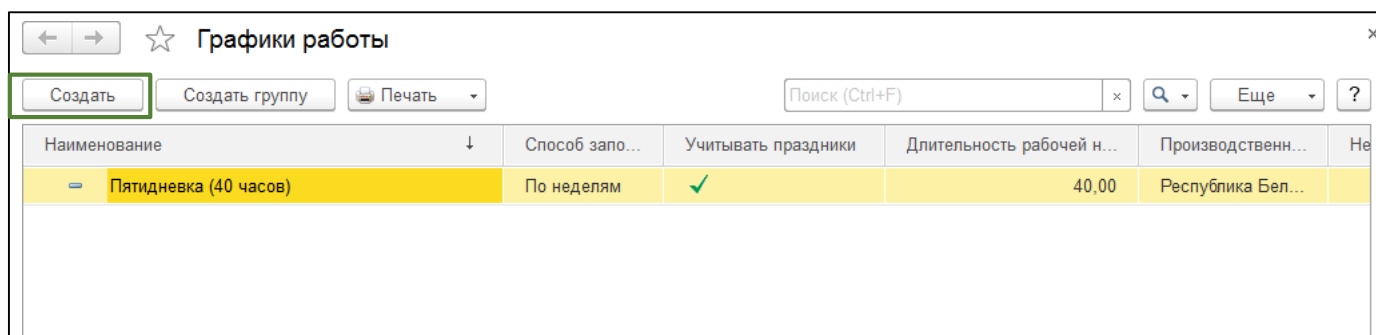 Графики работы
Создать Создать группу Печать Поиск (Ctrl+F) × Еще ?
Наименование ↓ Способ запо... Учитывать праздники Длительность рабочей н... Производственн... Не
Пятидневка (40 часов) По неделям 40,00 Республика Бел...